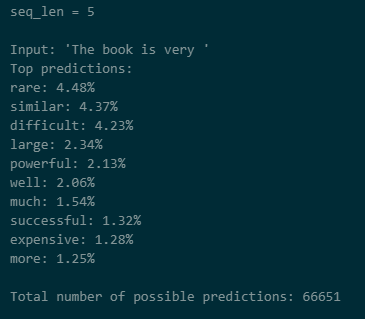 seq_len = 5
Input: 'The book is very '
Top predictions:
rare: 4.48%
similar: 4.37%
difficult: 4.23%
large: 2.34%
powerful: 2.13%
well: 2.06%
much: 1.54%
successful: 1.32%
expensive: 1.28%
more: 1.25%
Total number of possible predictions: 66651